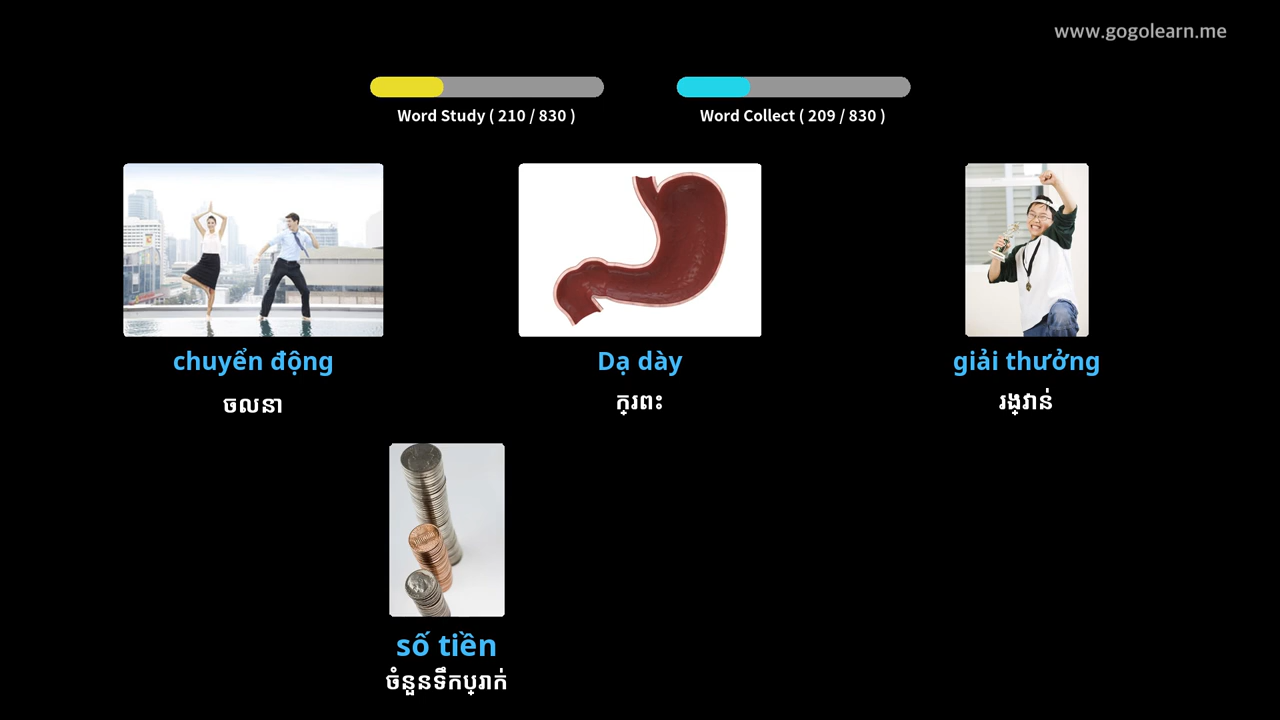 www.gogolearn.me
Word Study ( 210 / 830 )
Word Collect ( 209 / 830 )
chuyển động
Dạ dày
giải thưởng
ចលនា
ក្រពះ
រង្វាន់
số tiền
ចំនួនទឹកប្រាក់